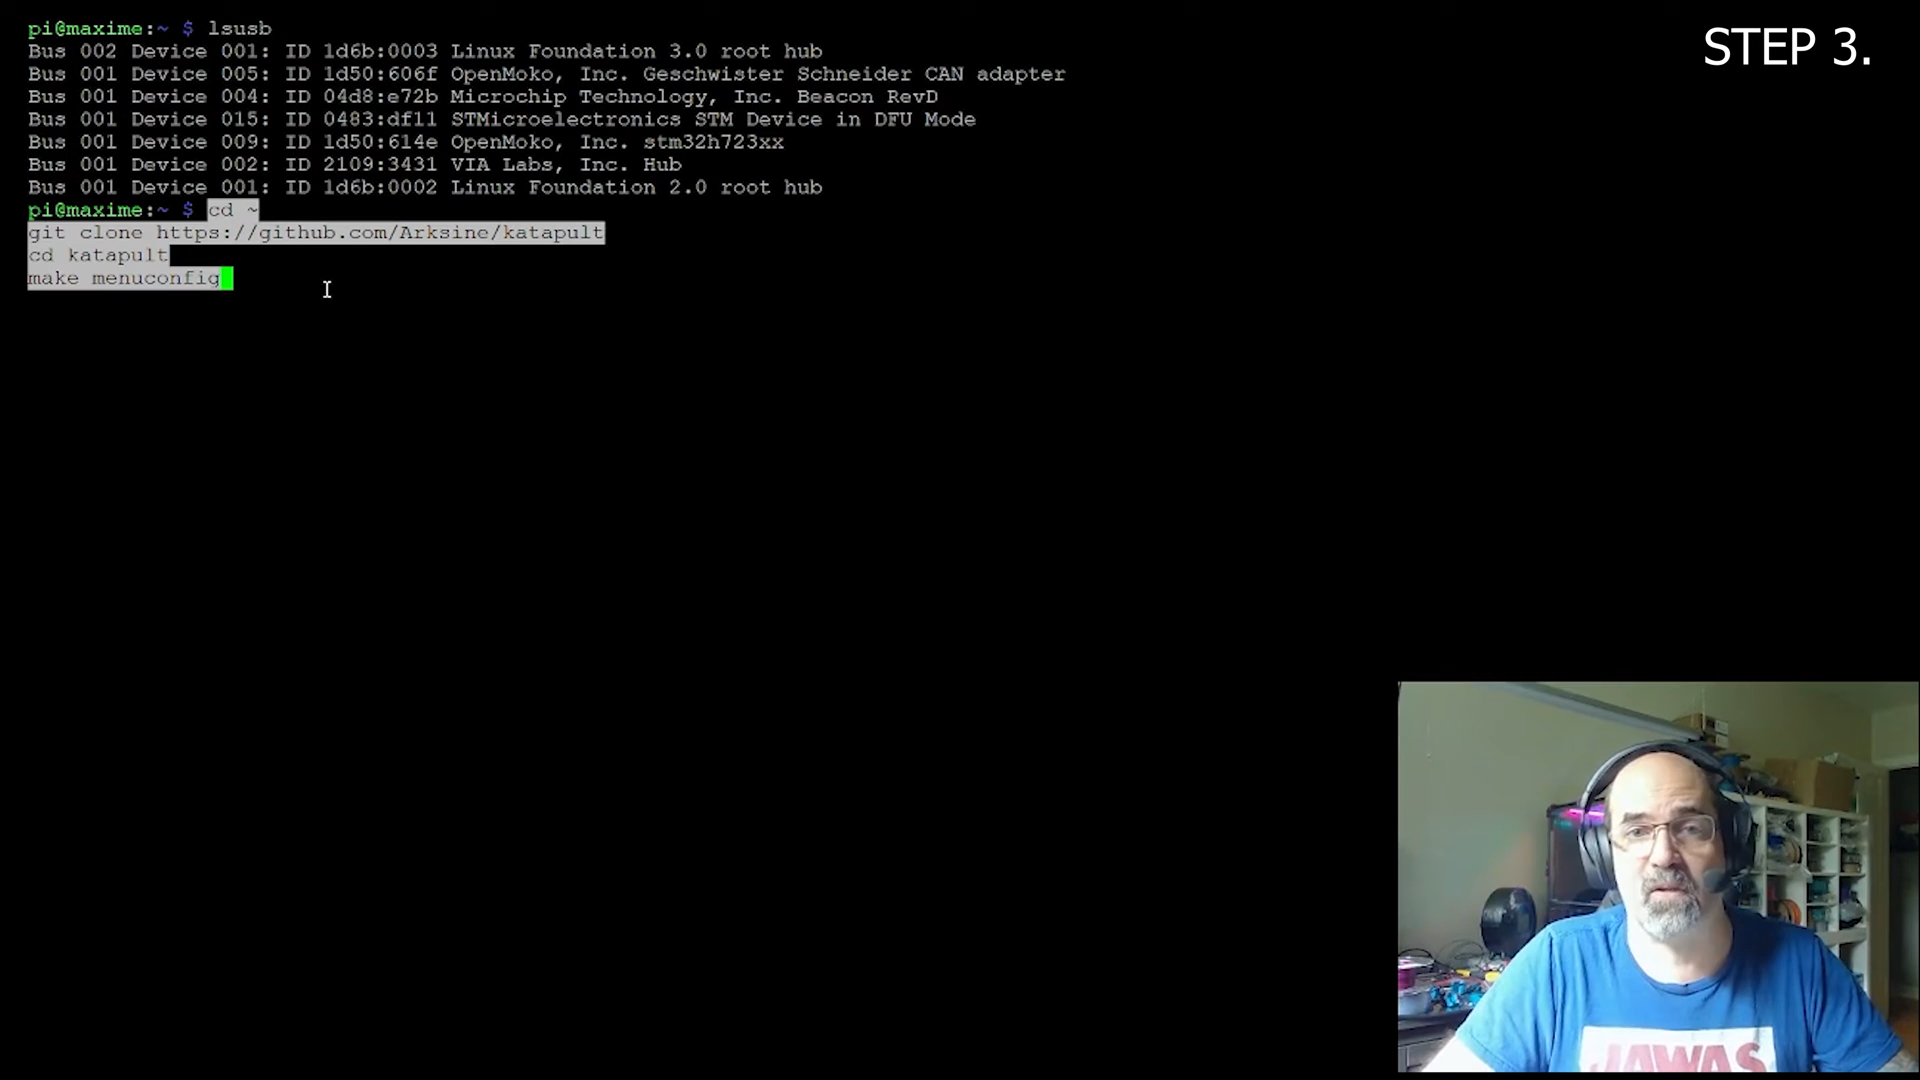 pi@maxime:~ $ lsusb
Bus 002 Device 001: ID 1d6b:0003 Linux Foundation 3.0 root hub
Bus 001 Device 005: ID 1d50:606f OpenMoko, Inc. Geschwister Schneider CAN adapter
Bus 001 Device 004: ID 04d8:e72b Microchip Technology, Inc. Beacon RevD
Bus 001 Device 015: ID 0483:df11 STMicroelectronics STM Device in DFU Mode
Bus 001 Device 009: ID 1d50:614e OpenMoko, Inc. stm32h723xx
Bus 001 Device 002: ID 2109:3431 VIA Labs, Inc. Hub
Bus 001 Device 001: ID 1d6b:0002 Linux Foundation 2.0 root hub
pi@maxime:~ $ cd ~
git clone https://github.com/Arksine/katapult
cd katapult
make menuconfig
STEP 3.
JAWAS